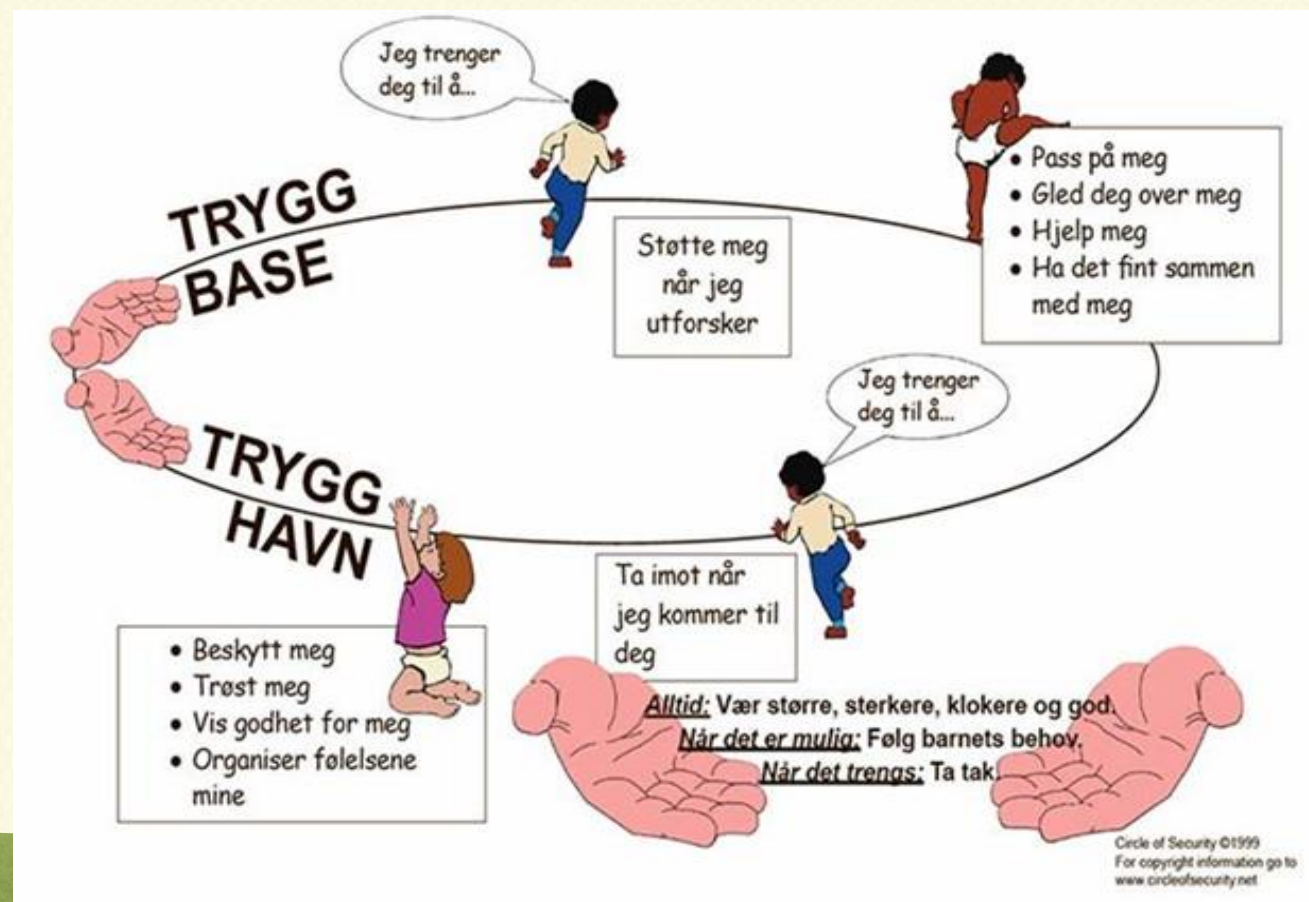 Jeg trenger
deg til å...
TRYGG
BASE
Støtte meg
når jeg
utforsker
• Pass på meg
• Gled deg over meg
• Hjelp meg
• Ha det fint sammen
med meg
Jeg trenger
deg til å...
TRYGG
HAVN
Ta imot når
jeg kommer til
deg
• Beskytt meg
• Trøst meg
• Vis godhet for meg
• Organiser følelsene
mine
Alltid: Vær større, sterkere, klokere og god.
Når det er mulig: Følg barnets behov.
Når det trengs: Ta tak.
Circle of Security ©1999
For copyright information go to
www.circleofsecurity.net